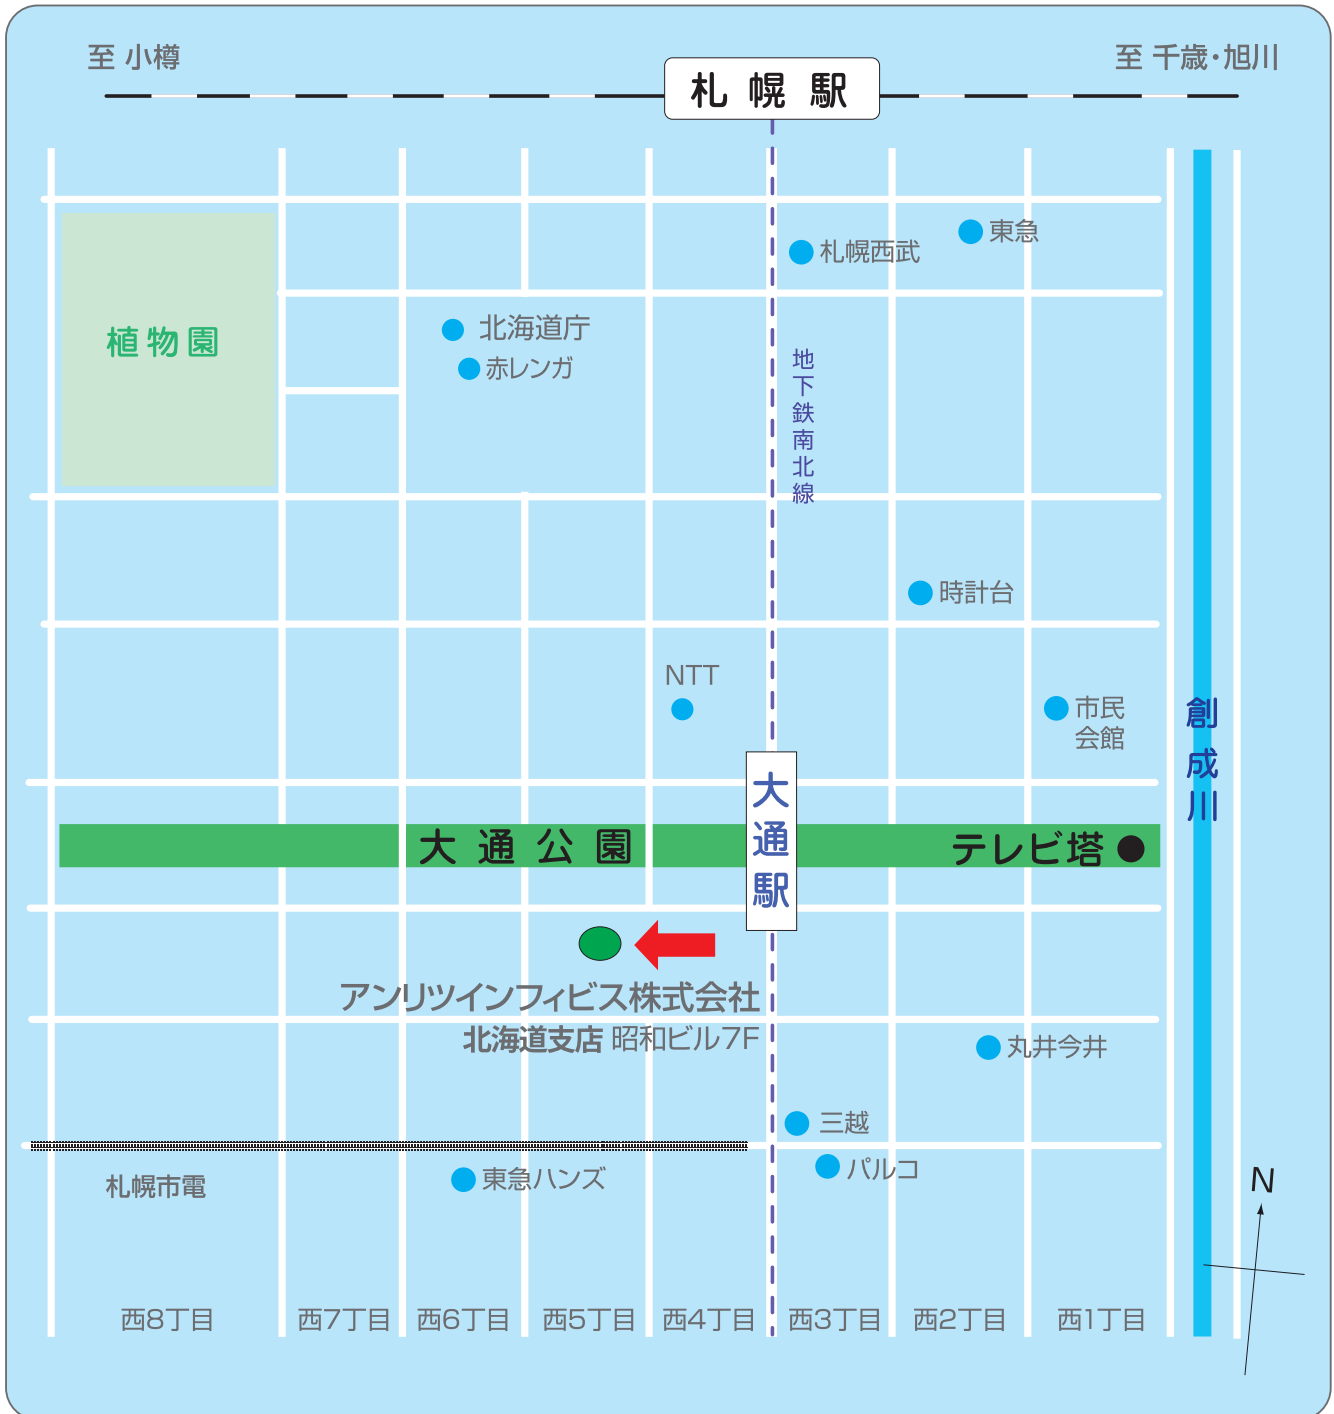 至 小樽
至 千歳・旭川
札幌駅
東急
札幌西武
北海道庁
植物園
赤レンガ
地下鉄南北線
時計台
NTT
市民
会館
創成川
大通駅
大通公園
テレビ塔
アンリツインフィビス株式会社
北海道支店 昭和ビル7F
丸井今井
三越
パルコ
東急ハンズ
札幌市電
N
西8丁目
西7丁目
西6丁目
西5丁目
西4丁目
西3丁目
西2丁目
西1丁目